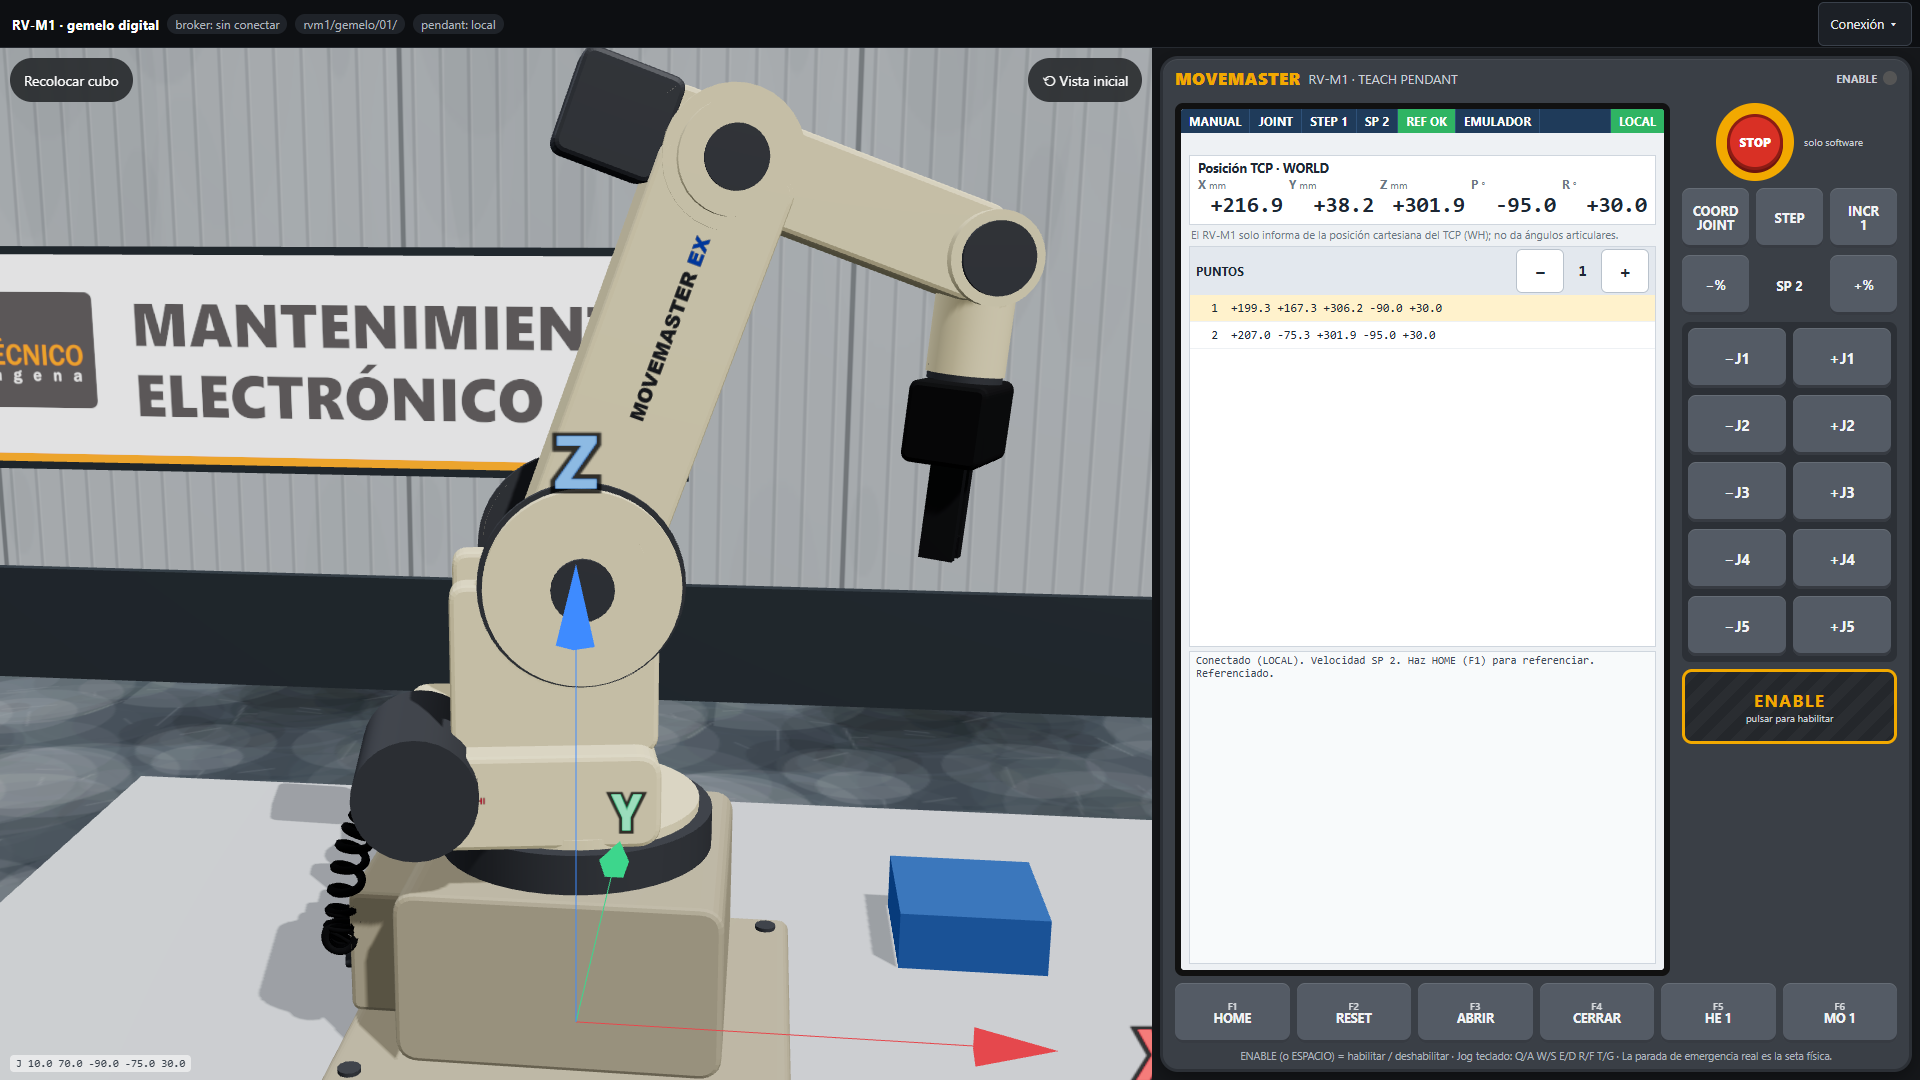 RV-M1 · gemelo digital
broker: sin conectar
rvm1/gemelo/01/
pendant: local
Conexión
Recolocar cubo
Vista inicial
ÉCNICO
gena
MANTENIMIEN
ELECTRÓNICO
MOVEMASTER EX
Z
Y
X
J 10.0 70.0 -90.0 -75.0 30.0
MOVEMASTER RV-M1 · TEACH PENDANT
ENABLE
MANUAL JOINT STEP 1 SP 2 REF OK EMULADOR LOCAL
Posición TCP · WORLD
X mm Y mm Z mm P ° R °
+216.9 +38.2 +301.9 -95.0 +30.0
El RV-M1 solo informa de la posición cartesiana del TCP (WH); no da ángulos articulares.
PUNTOS − 1 +
1 +199.3 +167.3 +306.2 -90.0 +30.0
2 +207.0 -75.3 +301.9 -95.0 +30.0
Conectado (LOCAL). Velocidad SP 2. Haz HOME (F1) para referenciar.
Referenciado.
STOP
solo software
COORD
JOINT
STEP
INCR
1
−%
SP 2
+%
−J1 +J1
−J2 +J2
−J3 +J3
−J4 +J4
−J5 +J5
ENABLE
pulsar para habilitar
F1
HOME
F2
RESET
F3
ABRIR
F4
CERRAR
F5
HE 1
F6
MO 1
ENABLE (o ESPACIO) = habilitar / deshabilitar · Jog teclado: Q/A W/S E/D R/F T/G · La parada de emergencia real es la seta física.